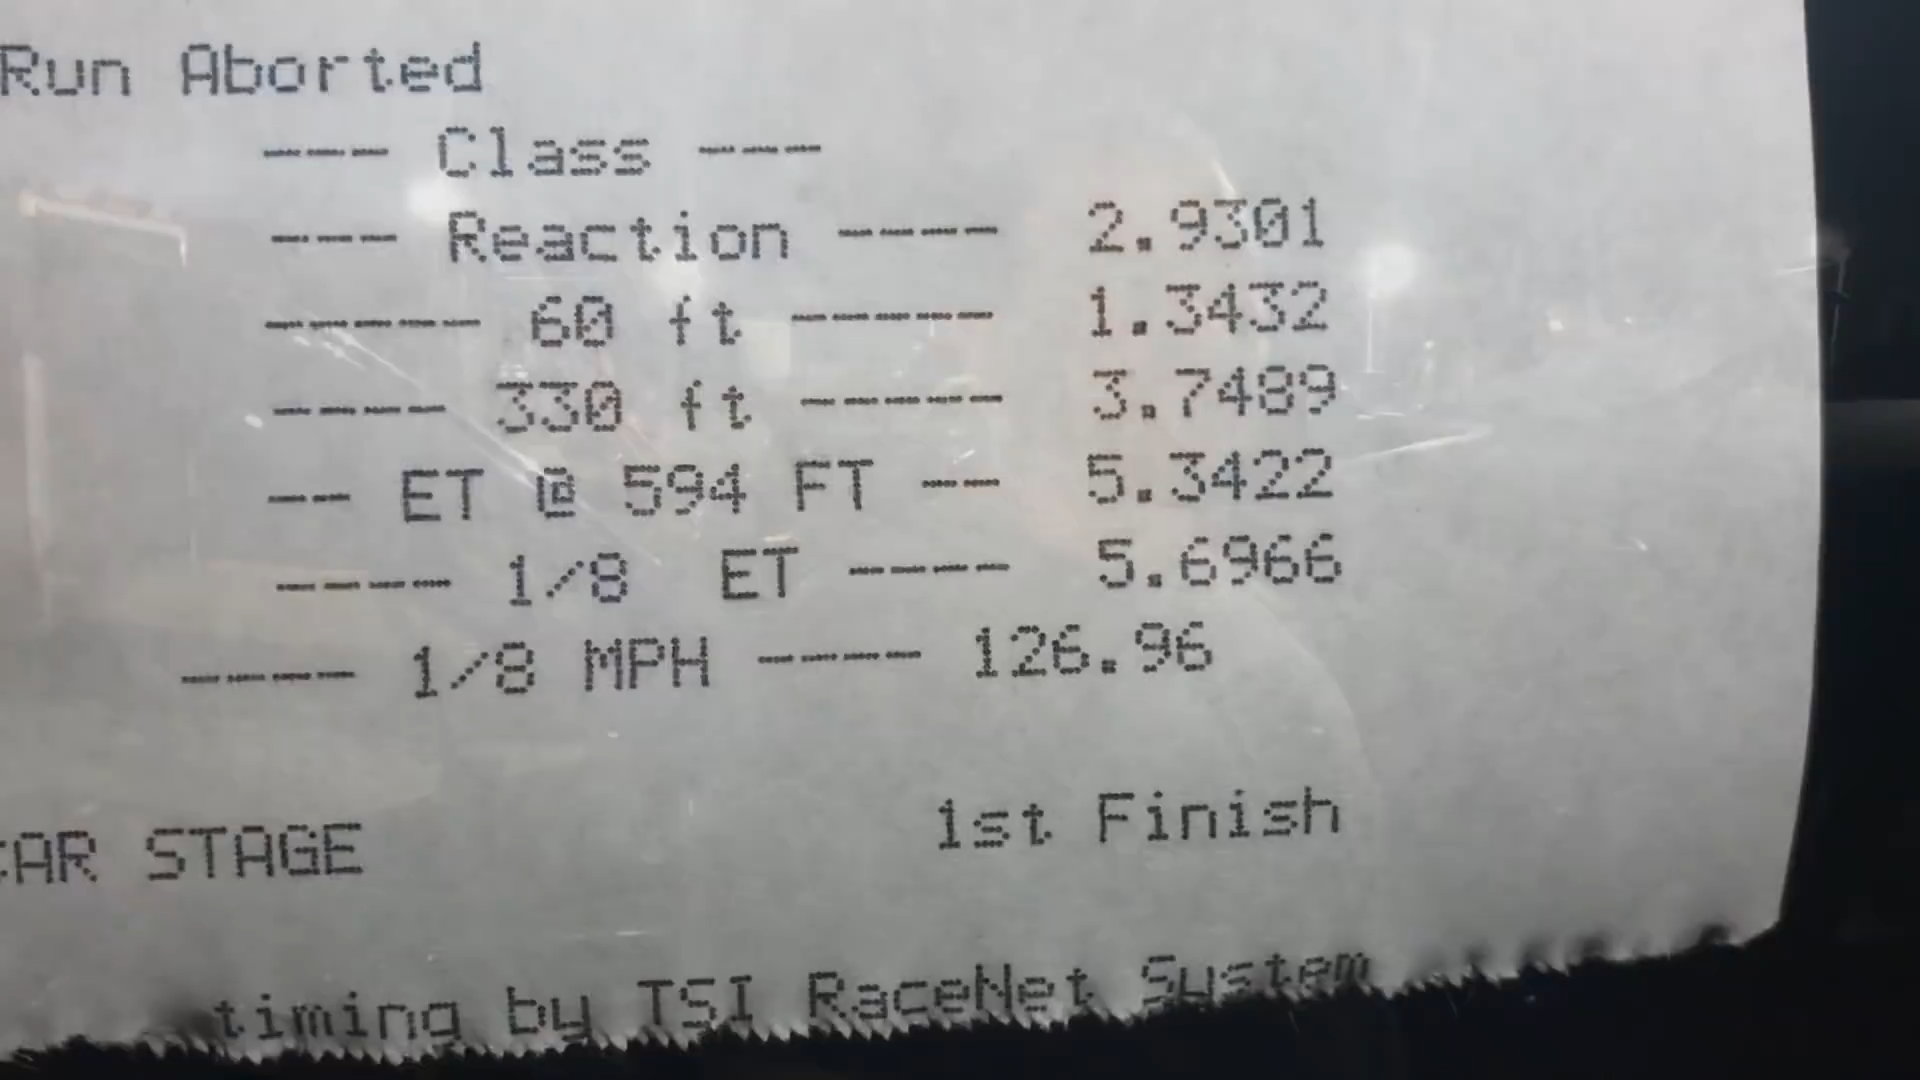 Run Aborted
--- Class ---
--- Reaction ---- 2.9301
----- 60 ft ----- 1.3432
---- 330 ft ----- 3.7489
-- ET @ 594 FT -- 5.3422
---- 1/8 ET ---- 5.6966
---- 1/8 MPH ---- 126.96
1st Finish
CAR STAGE
timing by TSI RaceNet System